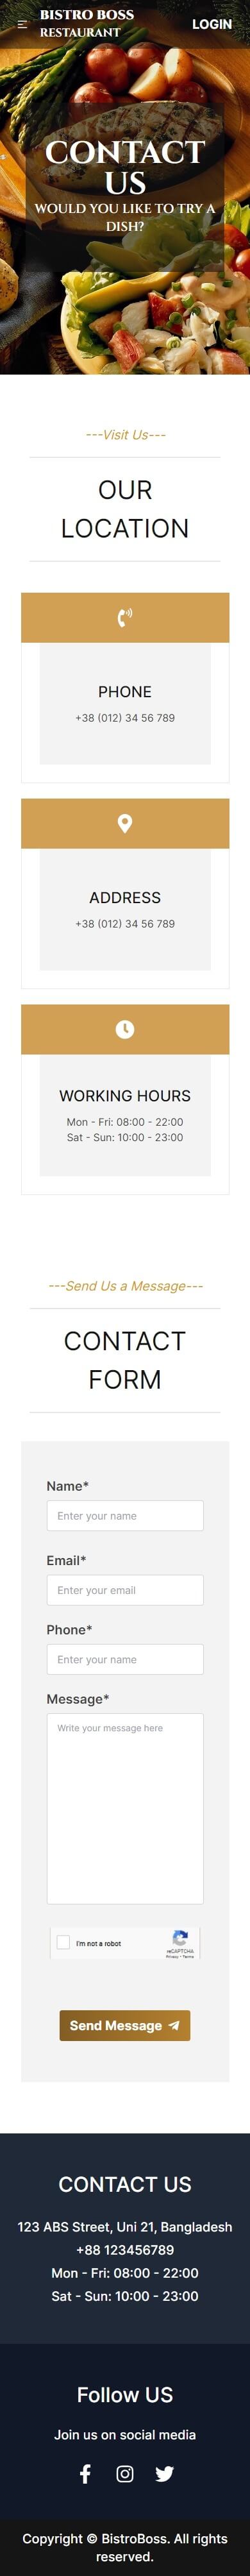 BISTRO BOSS
RESTAURANT
LOGIN
CONTACT
US
WOULD YOU LIKE TO TRY A
DISH?
---Visit Us---
OUR
LOCATION
PHONE
+38 (012) 34 56 789
ADDRESS
+38 (012) 34 56 789
WORKING HOURS
Mon - Fri: 08:00 - 22:00
Sat - Sun: 10:00 - 23:00
---Send Us a Message---
CONTACT
FORM
Name*
Enter your name
Email*
Enter your email
Phone*
Enter your name
Message*
Write your message here
I'm not a robot
reCAPTCHA
Privacy - Terms
Send Message
CONTACT US
123 ABS Street, Uni 21, Bangladesh
+88 123456789
Mon - Fri: 08:00 - 22:00
Sat - Sun: 10:00 - 23:00
Follow US
Join us on social media
Copyright © BistroBoss. All rights
reserved.